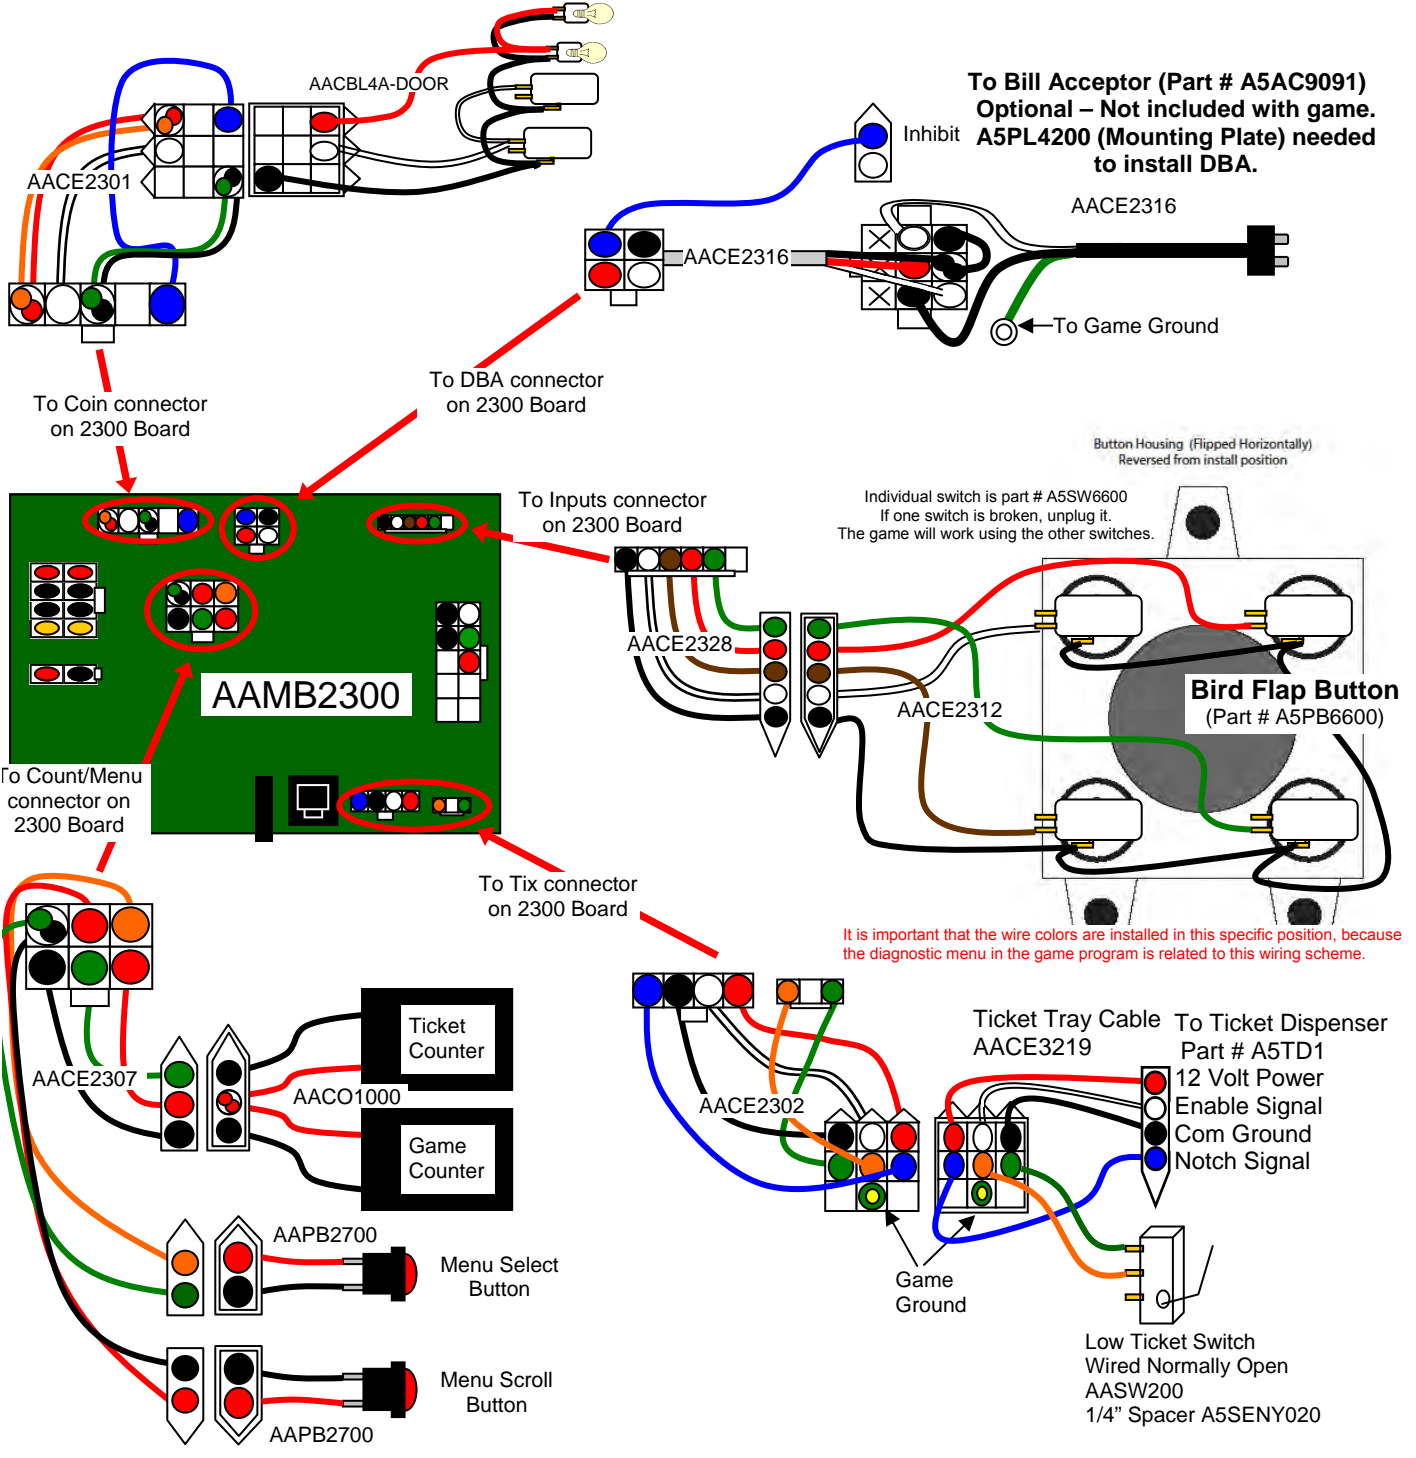 AACBL4A-DOOR
To Bill Acceptor (Part # A5AC9091)
Optional – Not included with game.
A5PL4200 (Mounting Plate) needed
to install DBA.
Inhibit
AACE2301
AACE2316
AACE2316
To Game Ground
To Coin connector
on 2300 Board
To DBA connector
on 2300 Board
Button Housing (Flipped Horizontally)
Reversed from install position
To Inputs connector
on 2300 Board
Individual switch is part # A5SW6600
If one switch is broken, unplug it.
The game will work using the other switches.
AACE2328
AAMB2300
AACE2312
Bird Flap Button
(Part # A5PB6600)
To Count/Menu
connector on
2300 Board
To Tix connector
on 2300 Board
It is important that the wire colors are installed in this specific position, because
the diagnostic menu in the game program is related to this wiring scheme.
Ticket
Counter
AACE2307
AACO1000
Game
Counter
Ticket Tray Cable
AACE3219
To Ticket Dispenser
Part # A5TD1
12 Volt Power
Enable Signal
Com Ground
Notch Signal
AACE2302
AAPB2700
Menu Select
Button
Game
Ground
Menu Scroll
Button
AAPB2700
Low Ticket Switch
Wired Normally Open
AASW200
1/4” Spacer A5SENY020